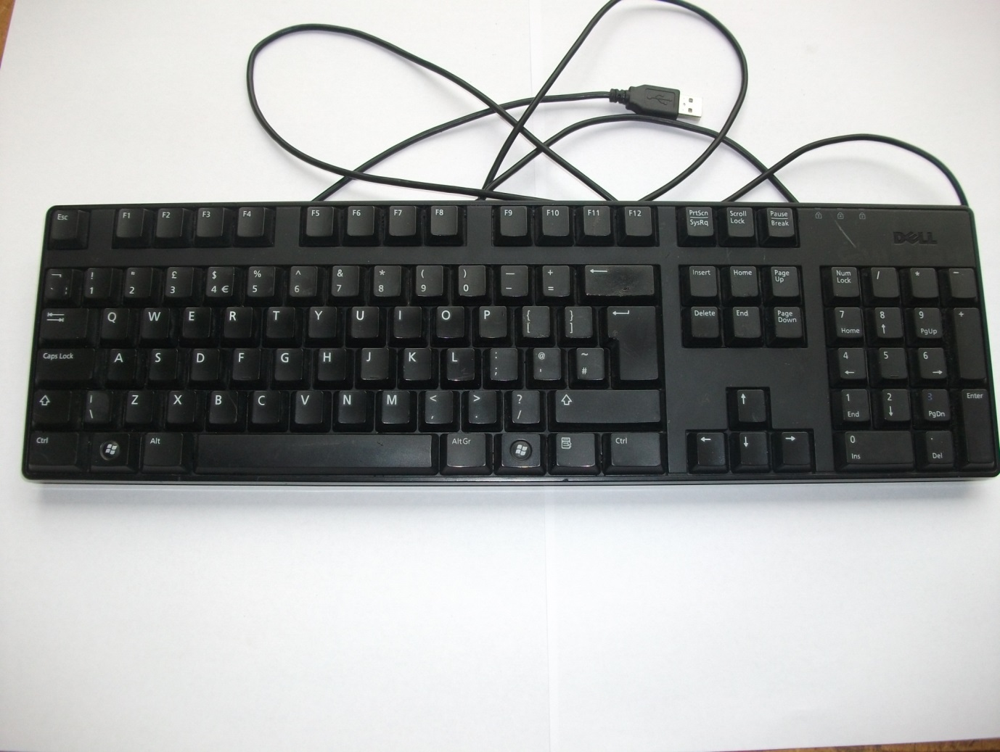 Esc F1 F2 F3 F4 F5 F6 F7 F8 F9 F10 F11 F12 PrtScn Scroll Pause
SysRq Lock Break
DELL
¬ ! " £ $ % ^ & * ( ) — +
` ¦ 1 2 3 4 € 5 6 7 8 9 0 – =
Insert Home Page Up Num Lock / * -
Q W E R T Y U I O P { }
[ ]
Delete End Page Down 7 8 9 +
Home ↑ PgUp
Caps Lock A S D F G H J K L : @ ~
; ' #
4 5 6
← →
| Z X B C V N M < > ?
\ , . /
↑ 1 2 3 Enter
End ↓ PgDn
Ctrl Alt Alt Gr Ctrl ← ↓ → 0 .
Ins Del